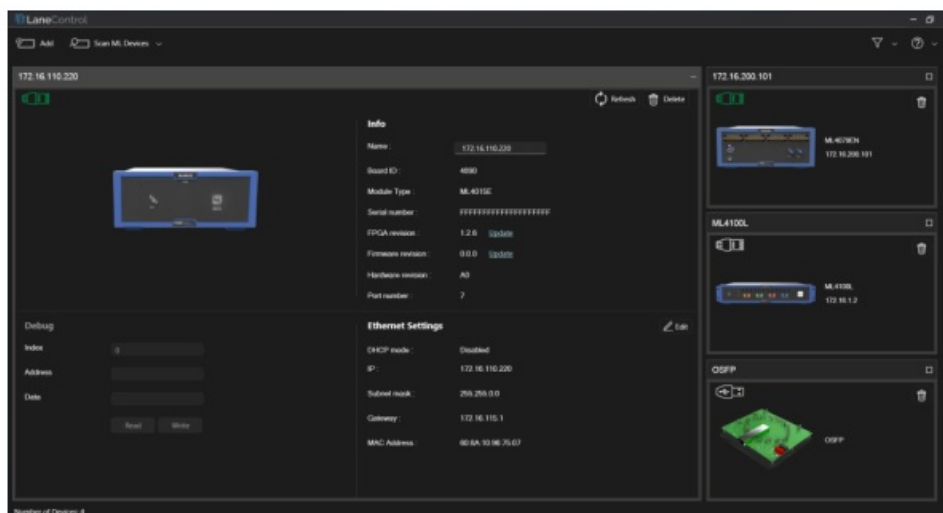 LaneControl
Add Scan ML Devices
172.16.110.220
Refresh Delete
Info
Name : 172.16.110.220
Board ID : 4090
Module Type : ML4015E
Serial number : FFFFFFFFFFFFFFFFFFFF
FPGA revision : 1.2.6 Update
Firmware revision : 0.0.0 Update
Hardware revision : A0
Port number : 7
Debug
Index 0
Address
Data
Read Write
Ethernet Settings Edit
DHCP mode : Disabled
IP : 172.16.110.220
Subnet mask : 255.255.0.0
Gateway : 172.16.115.1
MAC Address :
172.16.200.101
ML4079EN
172.16.200.101
ML4100L
ML4100L
172.16.1.2
OSFP
OSFP
Number of Devices: 4